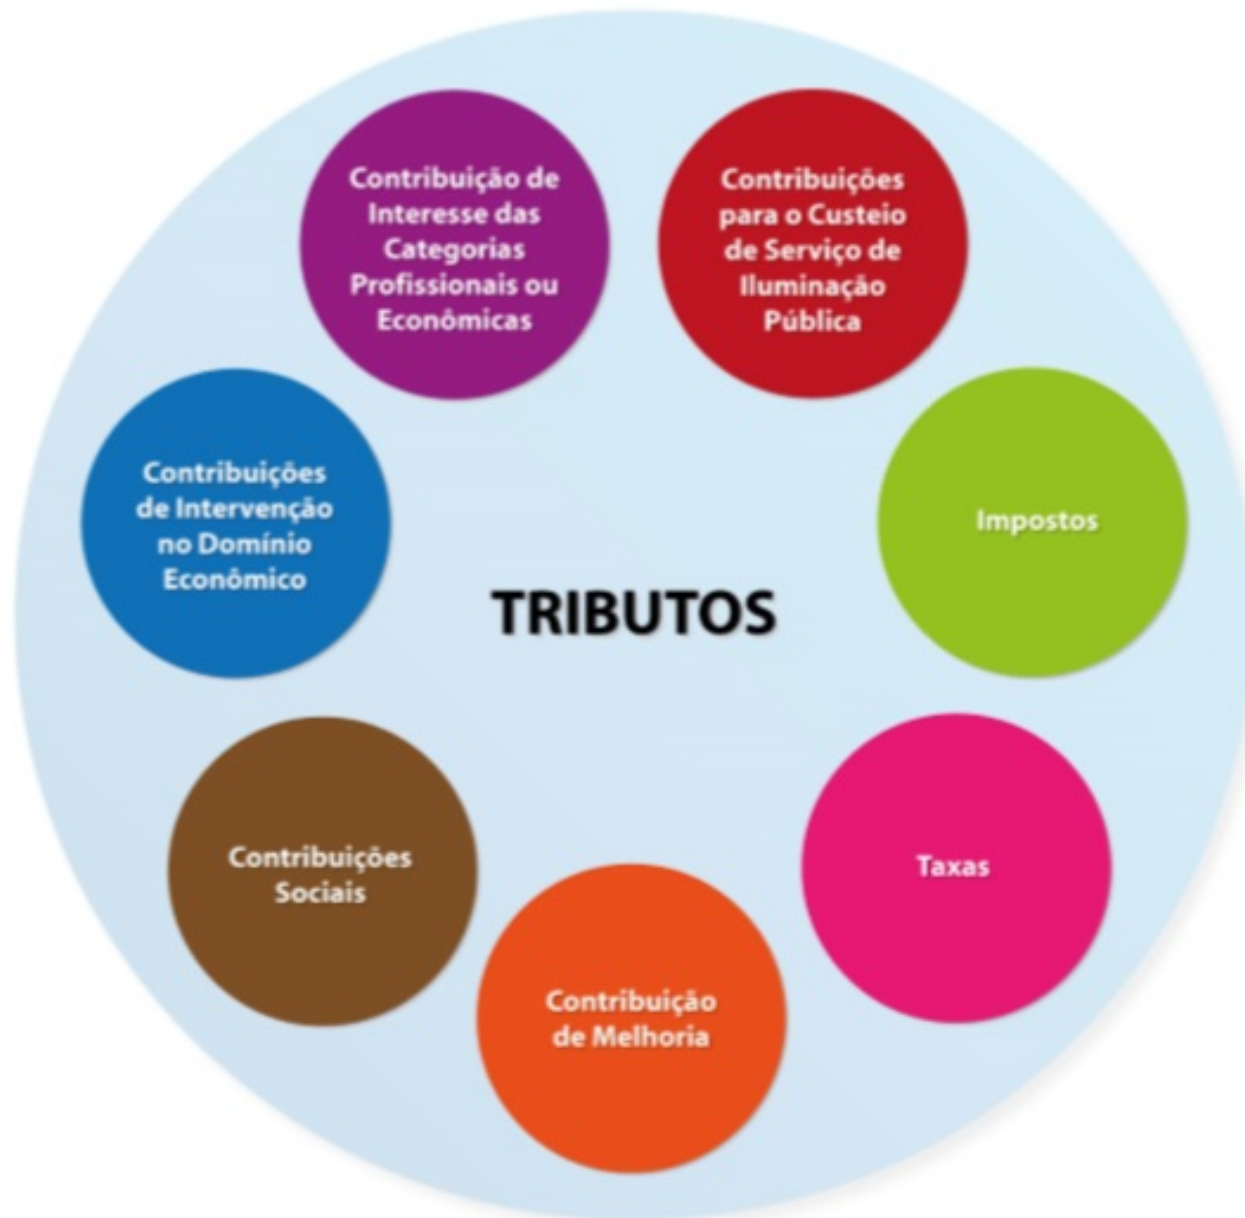 Contribuição de
Interesse das
Categorias
Profissionais ou
Econômicas
Contribuições
para o Custeio
de Serviço de
Iluminação
Pública
Contribuições
de Intervenção
no Domínio
Econômico
Impostos
TRIBUTOS
Contribuições
Sociais
Taxas
Contribuição
de Melhoria